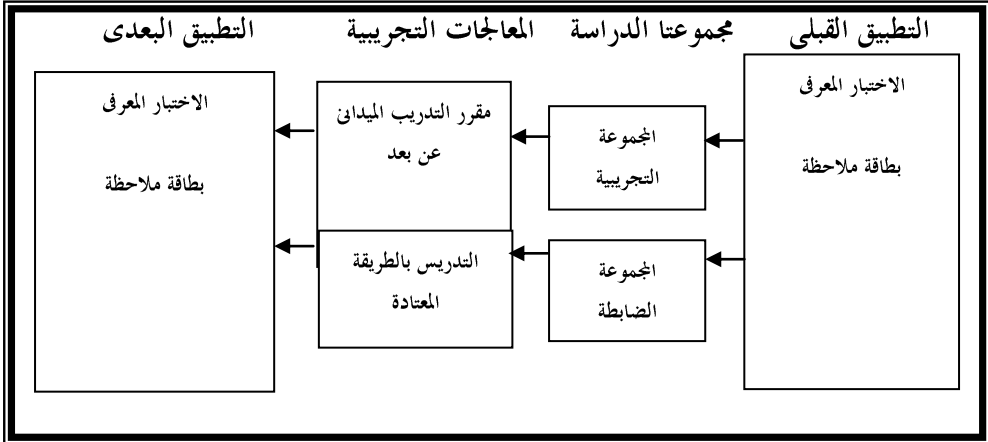 التطبيق القبلى
مجموعتا الدراسة
المعالجات التجريبية
التطبيق البعدى
الاختبار المعرفى
بطاقة ملاحظة
المجموعة
التجريبية
المجموعة
الضابطة
مقرر التدريب الميدانى
عن بعد
التدريس بالطريقة
المعتادة
الاختبار المعرفى
بطاقة ملاحظة